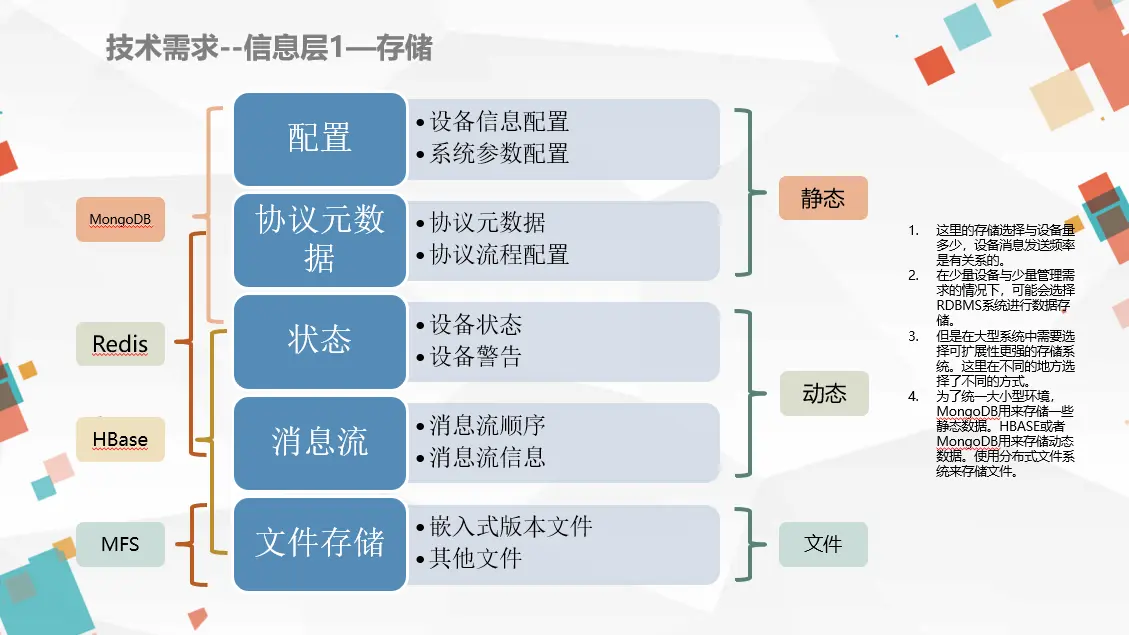 技术需求--信息层1—存储
MongoDB
Redis
HBase
MFS
配置
•设备信息配置
•系统参数配置
协议元数
据
•协议元数据
•协议流程配置
状态
•设备状态
•设备警告
消息流
•消息流顺序
•消息流信息
文件存储
•嵌入式版本文件
•其他文件
静态
动态
文件
1. 这里的存储选择与设备量
多少，设备消息发送频率
是有关系的。
2. 在少量设备与少量管理需
求的情况下，可能会选择
RDBMS系统进行数据存
储。
3. 但是在大型系统中需要选
择可扩展性更强的存储系
统。这里在不同的地方选
择了不同的方式。
4. 为了统一大小型环境，
MongoDB用来存储一些
静态数据。HBASE或者
MongoDB用来存储动态
数据。使用分布式文件系
统来存储文件。